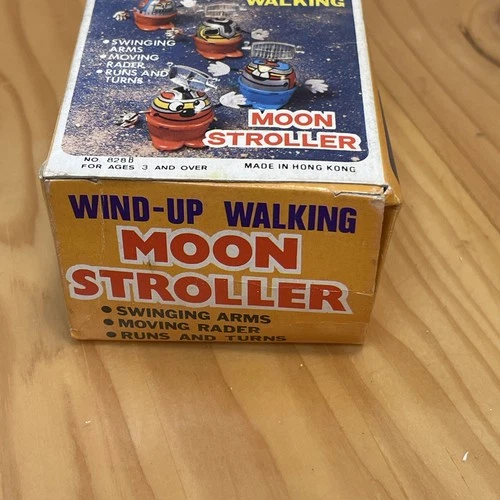 WALKING
• SWINGING
ARMS
• MOVING
RADER
• RUNS AND
TURNS
MOON
STROLLER
NO. 828B
FOR AGES 3 AND OVER
MADE IN HONG KONG
WIND-UP WALKING
MOON
STROLLER
• SWINGING ARMS
• MOVING RADER
• RUNS AND TURNS